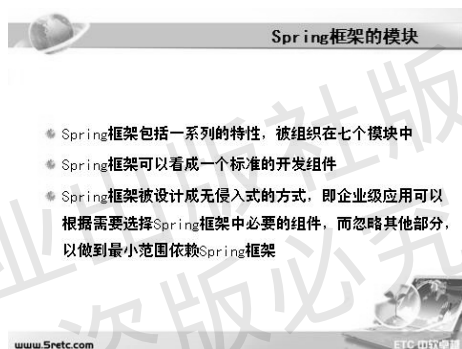 Spring框架的模块
Spring框架包括一系列的特性，被组织在七个模块中
Spring框架可以看成一个标准的开发组件
Spring框架被设计成无侵入式的方式，即企业级应用可以
根据需要选择Spring框架中必要的组件，而忽略其他部分，
以做到最小范围依赖Spring框架
www.5retc.com
ETC 中软卓越